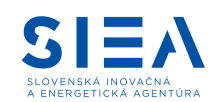 SIEA
SLOVENSKÁ INOVAČNÁ
A ENERGETICKÁ AGENTÚRA